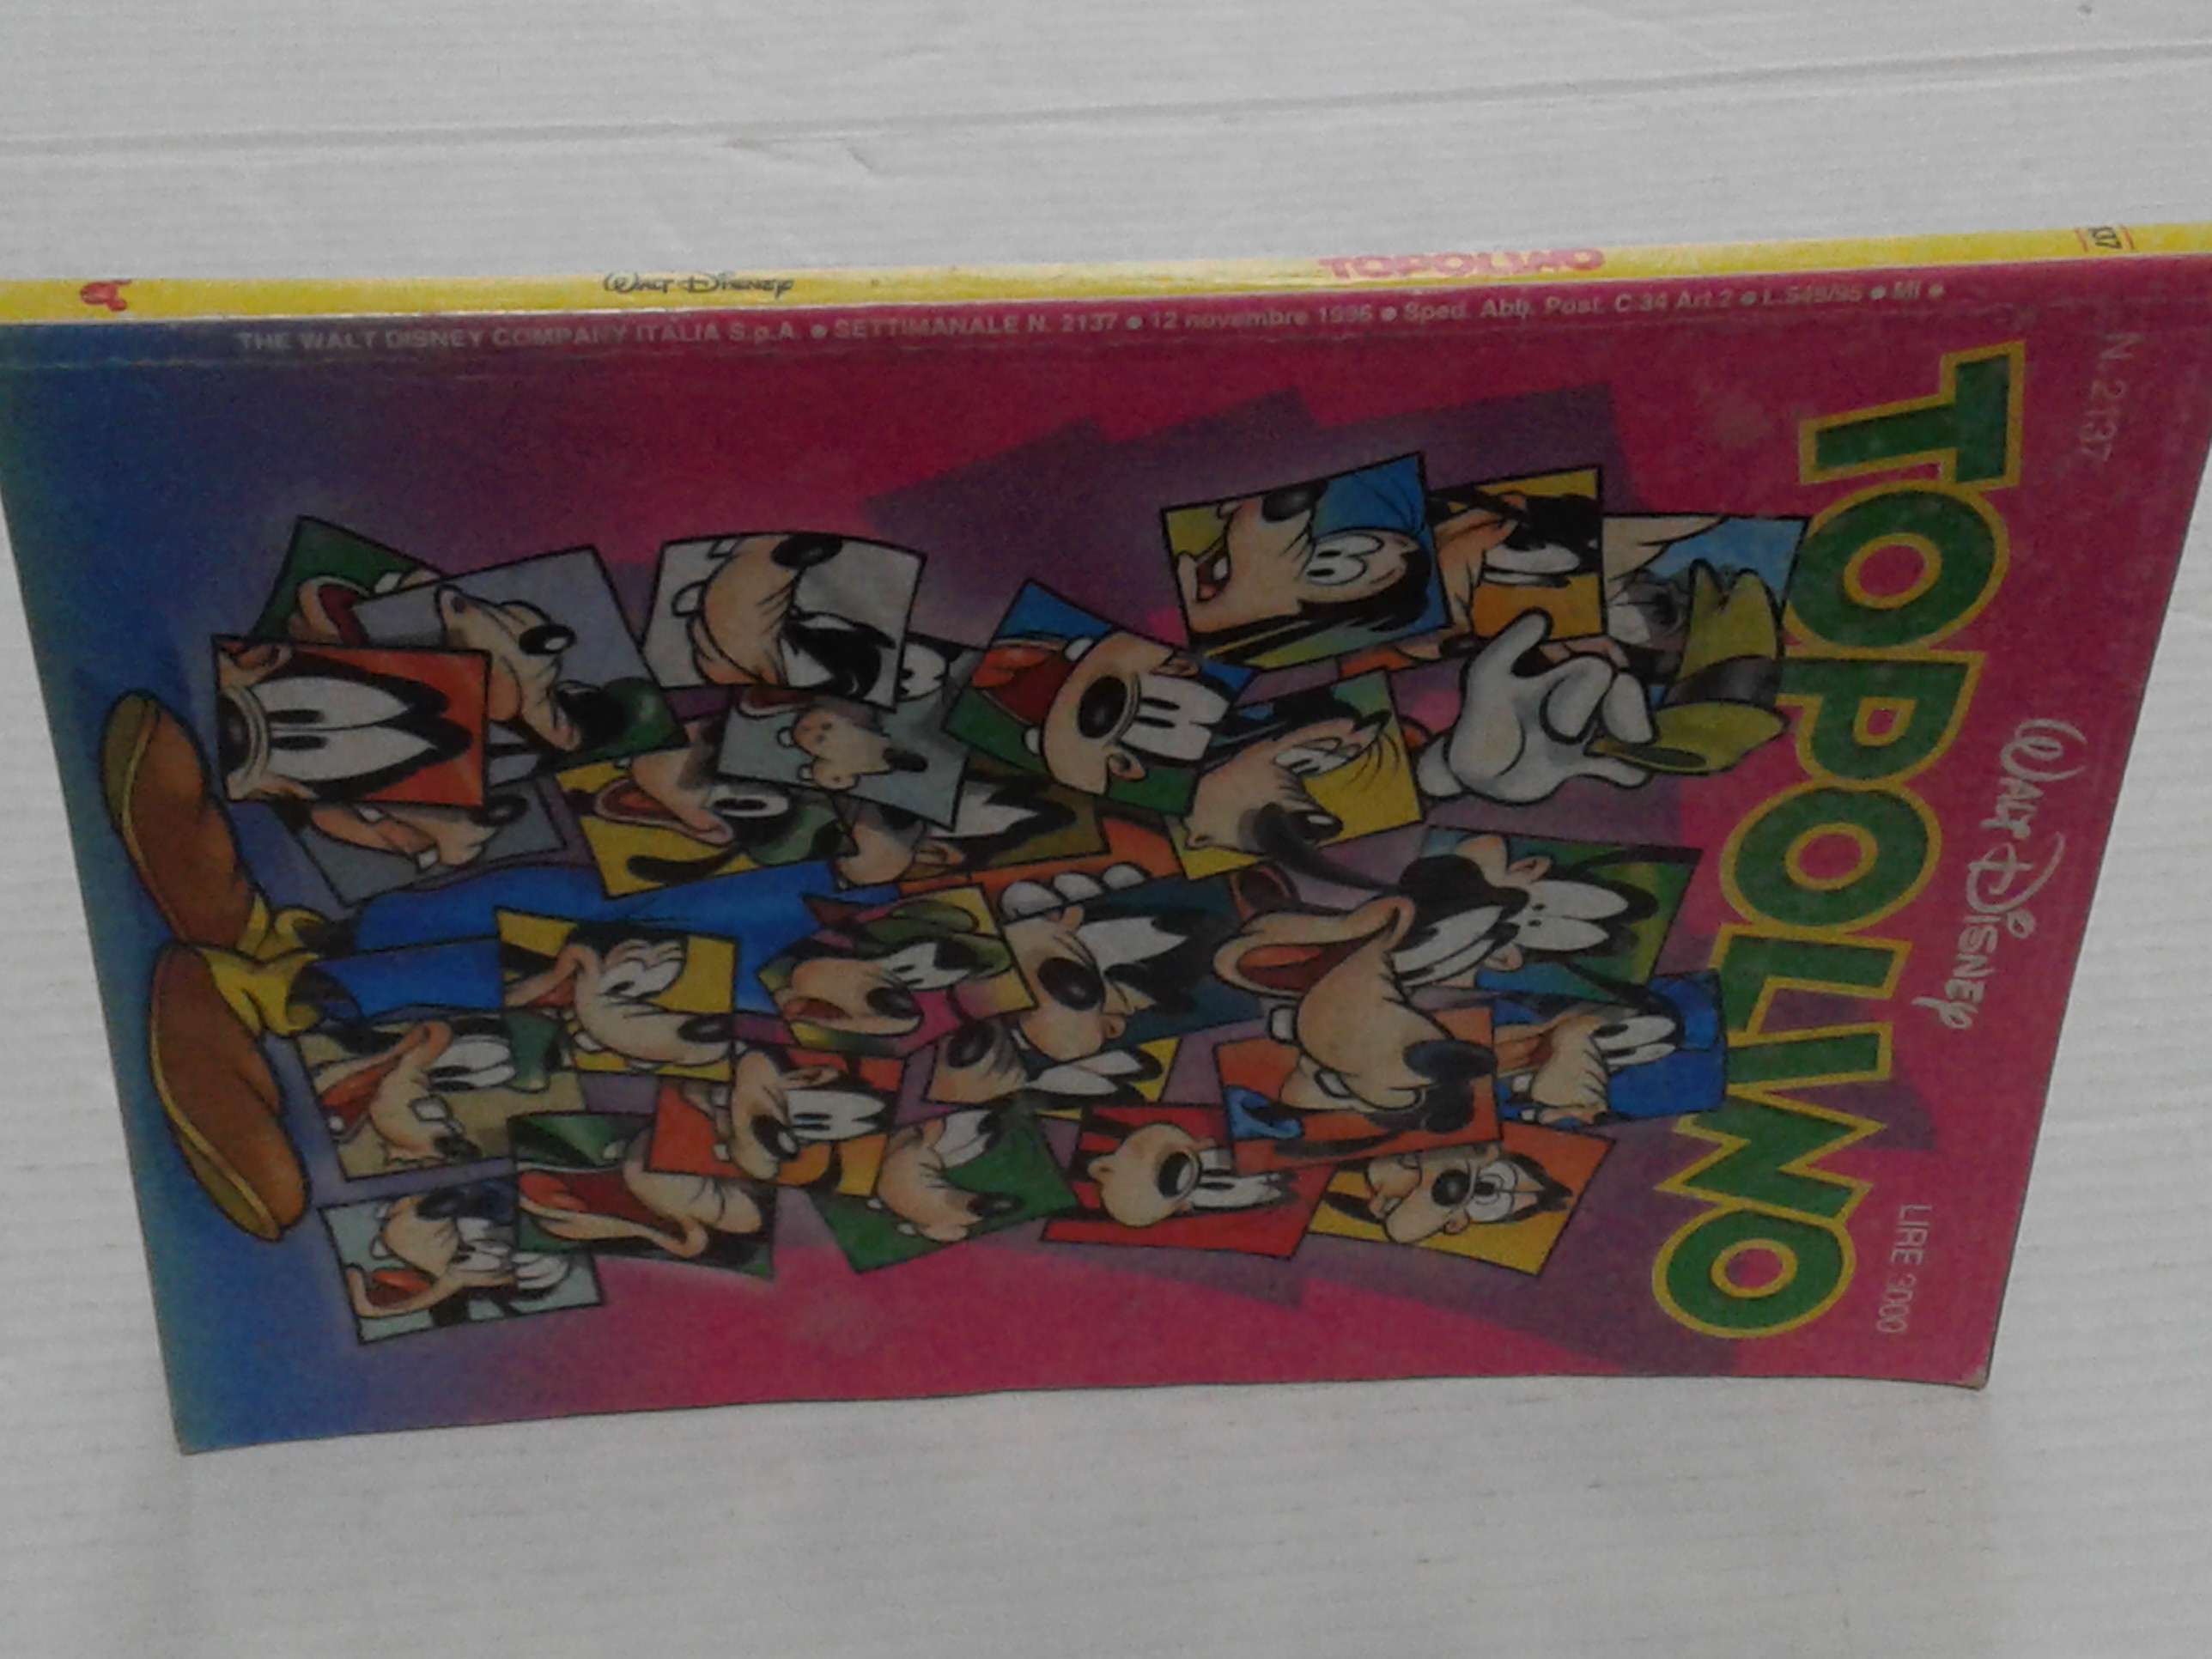 N. 2137
WALT DISNEY
LIRE 3000
TOPOLINO
THE WALT DISNEY COMPANY ITALIA S.p.A. ● SETTIMANALE N. 2137 ● 12 novembre 1996 ● Sped. Abb. Post. C 34 Art 2 ● L.549/95 ● MI ●
WALT DISNEY
TOPOLINO